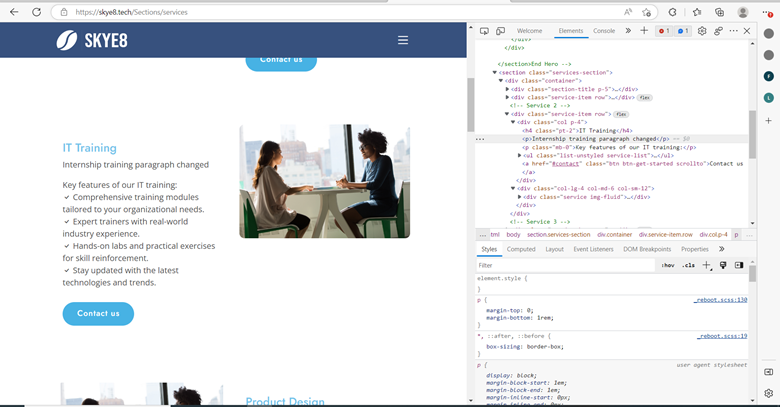 https://skye8.tech/Sections/services
SKYE8
Contact us
IT Training
Internship training paragraph changed
Key features of our IT training:
Comprehensive training modules
tailored to your organizational needs.
Expert trainers with real-world
industry experience.
Hands-on labs and practical exercises
for skill reinforcement.
Stay updated with the latest
technologies and trends.
Contact us
Product Design
Welcome Elements Console 1 1
</div>
</div>
</section>End Hero -->
<section class="services-section">
<div class="container">
<div class="section-title p-5">…</div>
<div class="service-item row">…</div> flex
<!-- Service 2 -->
<div class="service-item row"> flex
<div class="col p-4">
<h4 class="pt-2">IT Training</h4>
<p>Internship training paragraph changed</p> == $0
<p class="mb-0">Key features of our IT training:</p>
<ul class="list-unstyled service-list">…</ul>
<a href="#contact" class="btn btn-get-started scrollto">Contact us
</a>
</div>
<div class="col-lg-4 col-md-6 col-sm-12">
<div class="service img-fluid">…</div>
</div>
</div>
<!-- Service 3 -->
... tml body section.services-section div.container div.service-item.row div.col.p-4 p ...
Styles Computed Layout Event Listeners DOM Breakpoints Properties
Filter :hov .cls
element.style {
}
p { _reboot.scss:130
margin-top: 0;
margin-bottom: 1rem;
}
*, ::after, ::before { _reboot.scss:19
box-sizing: border-box;
}
p { user agent stylesheet
display: block;
margin-block-start: 1em;
margin-block-end: 1em;
margin-inline-start: 0px;